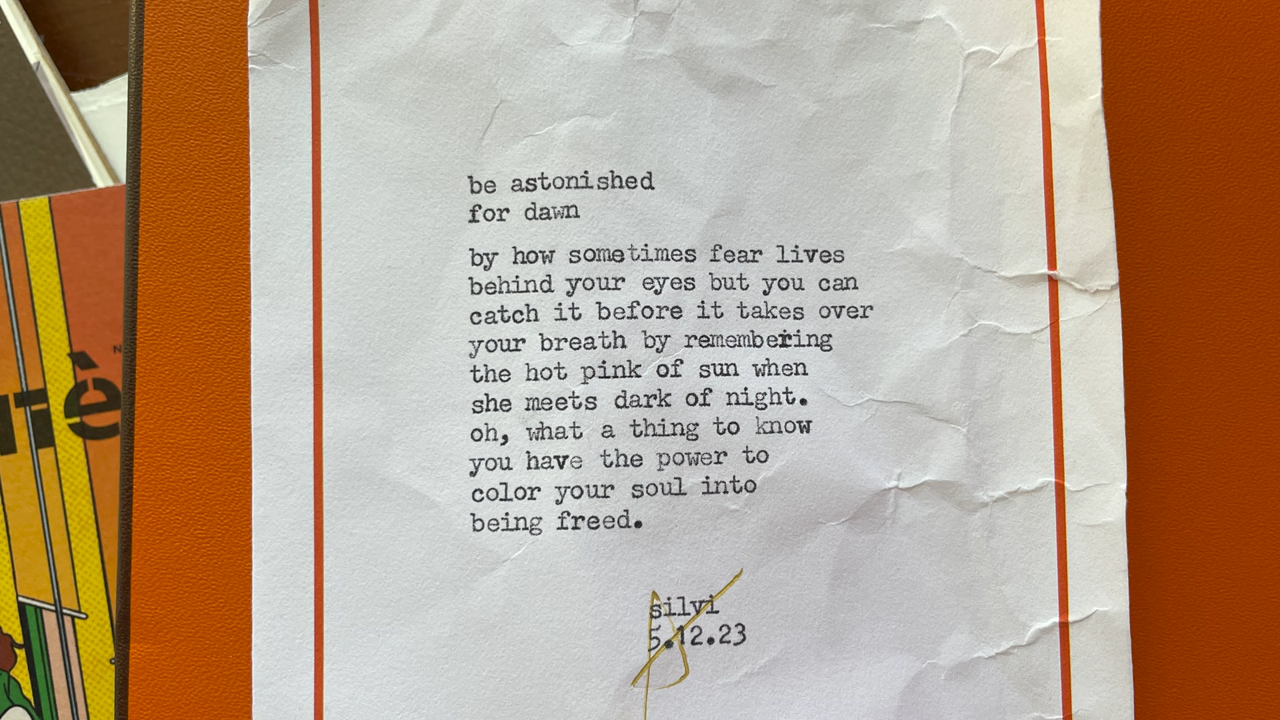 be astonished
for dawn
by how sometimes fear lives
behind your eyes but you can
catch it before it takes over
your breath by remembering
the hot pink of sun when
she meets dark of night.
oh, what a thing to know
you have the power to
color your soul into
being freed.
silvi
5.12.23